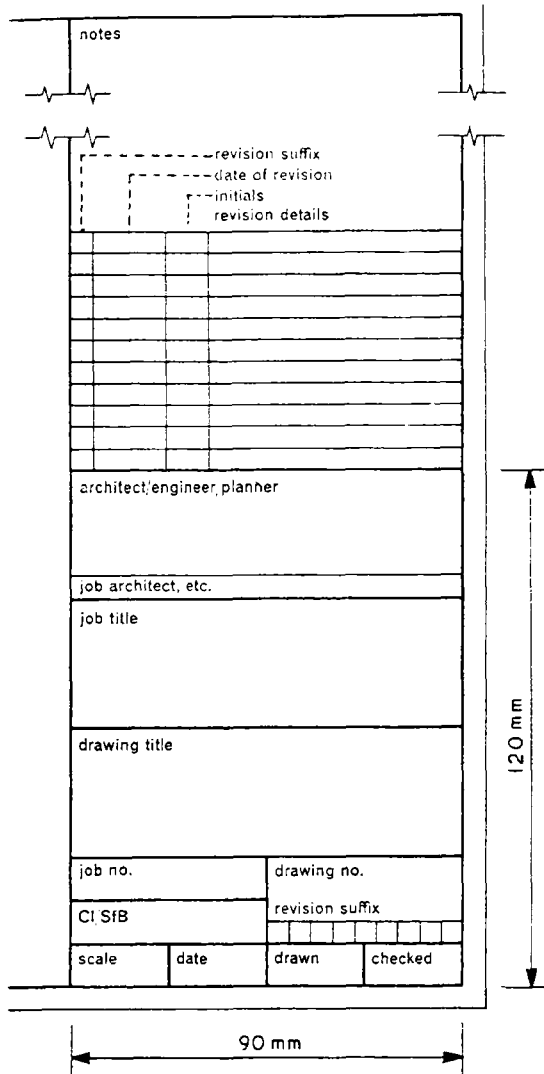 notes
revision suffix
date of revision
initials
revision details
architect/engineer, planner
job architect, etc.
job title
drawing title
job no.
drawing no.
CI/SfB
revision suffix
scale
date
drawn
checked
120 mm
90 mm